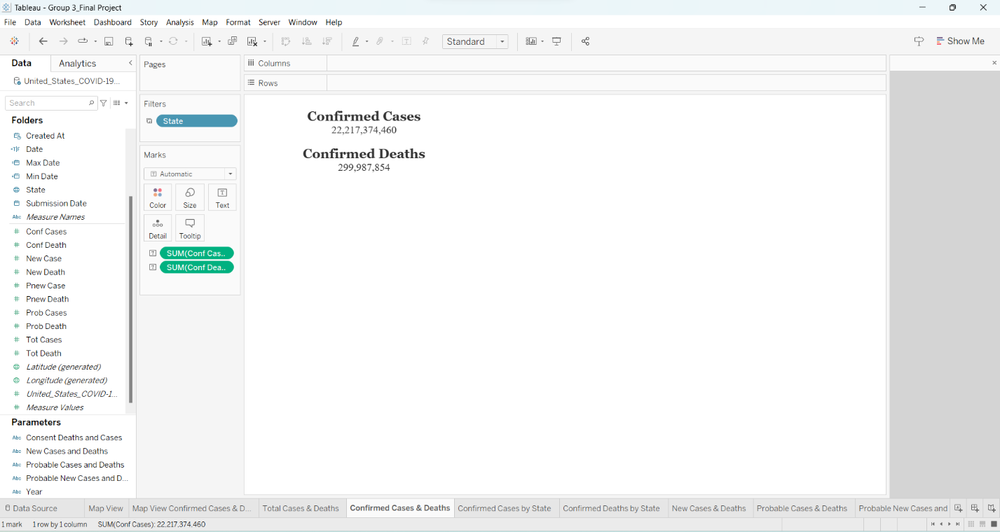 Tableau - Group 3_Final Project
File Data Worksheet Dashboard Story Analysis Map Format Server Window Help
Standard
Show Me
Data Analytics
United_States_COVID-19...
Search
Folders
Created At
Date
Max Date
Min Date
State
Submission Date
Abc Measure Names
Conf Cases
Conf Death
New Case
New Death
Pnew Case
Pnew Death
Prob Cases
Prob Death
Tot Cases
Tot Death
Latitude (generated)
Longitude (generated)
United_States_COVID-1...
Measure Values
Parameters
Abc Consent Deaths and Cases
Abc New Cases and Deaths
Abc Probable Cases and Deaths
Abc Probable New Cases and D...
Abc Year
Pages
Filters
State
Marks
Automatic
Color Size Text
Detail Tooltip
SUM(Conf Cas..
SUM(Conf Dea..
Columns
Rows
Confirmed Cases
22,217,374,460
Confirmed Deaths
299,987,854
Data Source Map View Map View Confirmed Cases & D... Total Cases & Deaths Confirmed Cases & Deaths Confirmed Cases by State Confirmed Deaths by State New Cases & Deaths Probable Cases & Deaths Probable New Cases and
1 mark 1 row by 1 column SUM(Conf Cases): 22,217,374,460